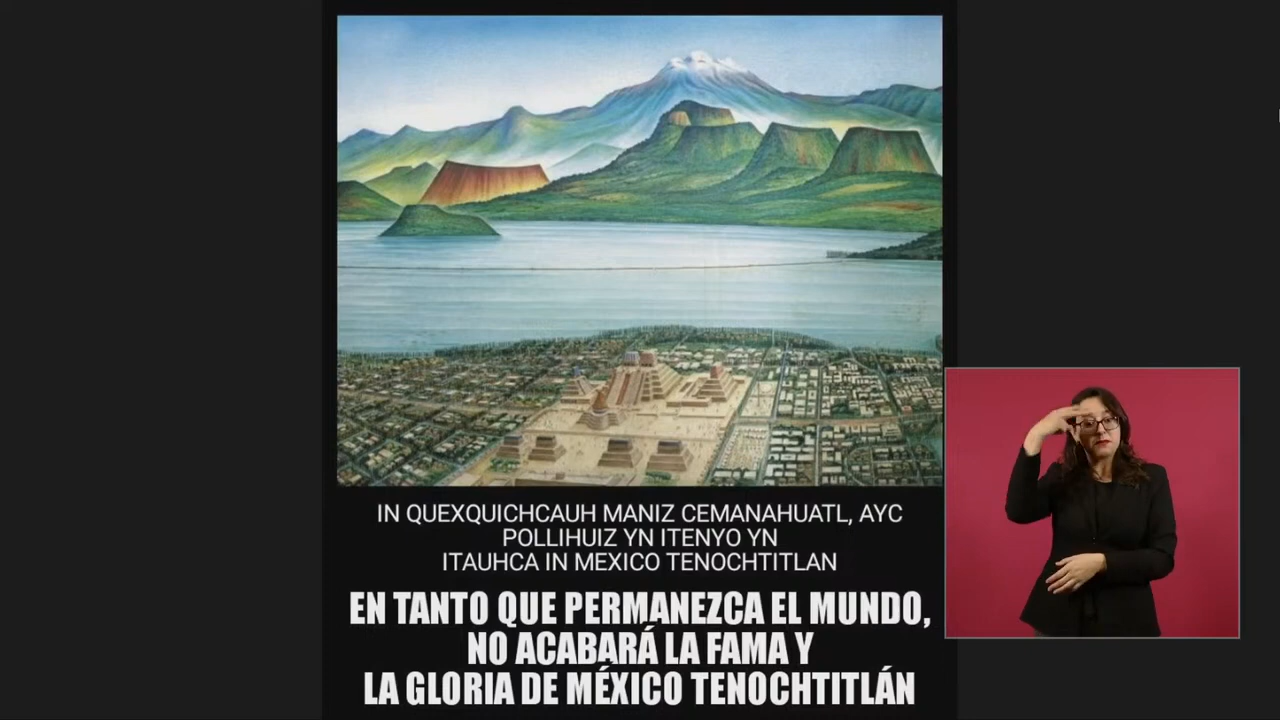 IN QUEXQUICHCAUH MANIZ CEMANAHUATL, AYC
POLLIHUIZ YN ITENYO YN
ITAUHCA IN MEXICO TENOCHTITLAN
EN TANTO QUE PERMANEZCA EL MUNDO,
NO ACABARÁ LA FAMA Y
LA GLORIA DE MÉXICO TENOCHTITLÁN